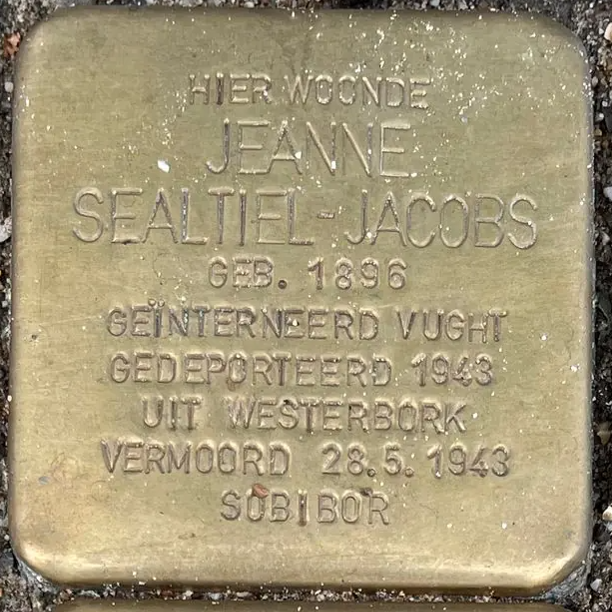 HIER WOONDE
JEANNE
SEALTIEL-JACOBS
GEB. 1896
GEÏNTERNEERD VUGHT
GEDEPORTEERD 1943
UIT WESTERBORK
VERMOORD 28.5.1943
SOBIBOR